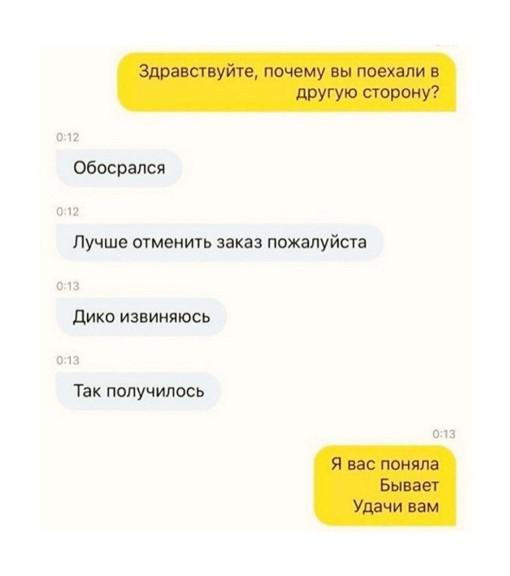 Здравствуйте, почему вы поехали в
другую сторону?
0:12
Обосрался
0:12
Лучше отменить заказ пожалуйста
0:13
Дико извиняюсь
0:13
Так получилось
0:13
Я вас поняла
Бывает
Удачи вам